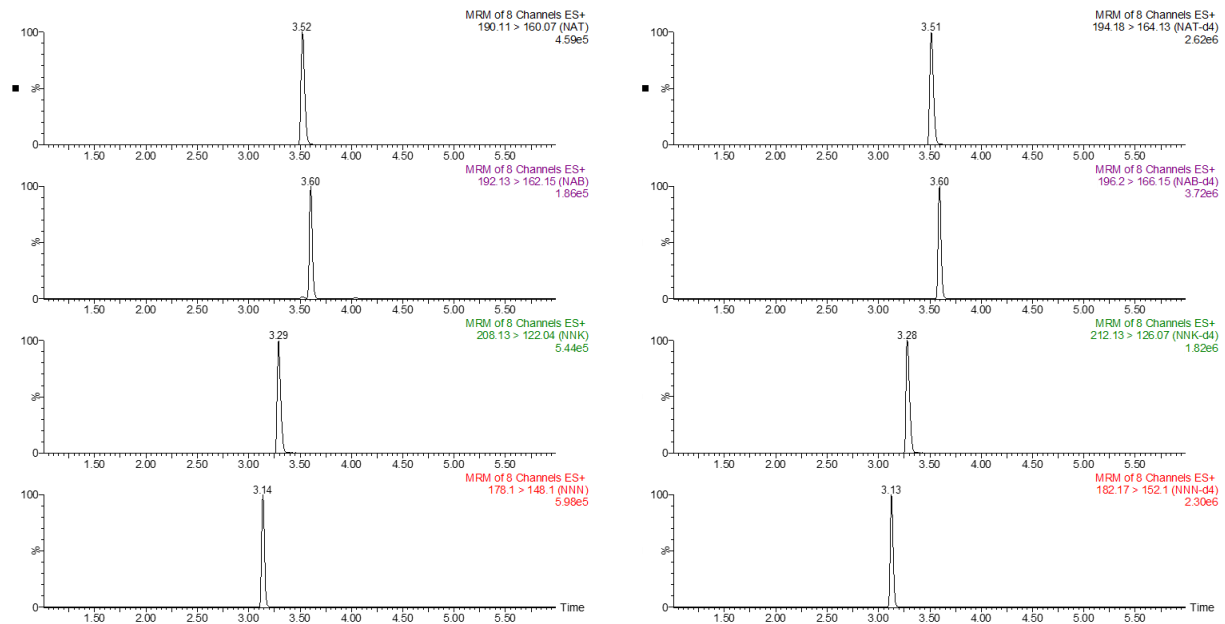 MRM of 8 Channels ES+
190.11 > 160.07 (NAT)
4.59e5
3.52
100
%
0
1.50 2.00 2.50 3.00 3.50 4.00 4.50 5.00 5.50
MRM of 8 Channels ES+
194.18 > 164.13 (NAT-d4)
2.62e6
3.51
100
%
0
1.50 2.00 2.50 3.00 3.50 4.00 4.50 5.00 5.50
MRM of 8 Channels ES+
192.13 > 162.15 (NAB)
1.86e5
3.60
100
%
0
1.50 2.00 2.50 3.00 3.50 4.00 4.50 5.00 5.50
MRM of 8 Channels ES+
196.2 > 166.15 (NAB-d4)
3.72e6
3.60
100
%
0
1.50 2.00 2.50 3.00 3.50 4.00 4.50 5.00 5.50
MRM of 8 Channels ES+
208.13 > 122.04 (NNK)
5.44e5
3.29
100
%
0
1.50 2.00 2.50 3.00 3.50 4.00 4.50 5.00 5.50
MRM of 8 Channels ES+
212.13 > 126.07 (NNK-d4)
1.82e6
3.28
100
%
0
1.50 2.00 2.50 3.00 3.50 4.00 4.50 5.00 5.50
MRM of 8 Channels ES+
178.1 > 148.1 (NNN)
5.98e5
3.14
100
%
0
Time
1.50 2.00 2.50 3.00 3.50 4.00 4.50 5.00 5.50
MRM of 8 Channels ES+
182.17 > 152.1 (NNN-d4)
2.30e6
3.13
100
%
0
Time
1.50 2.00 2.50 3.00 3.50 4.00 4.50 5.00 5.50